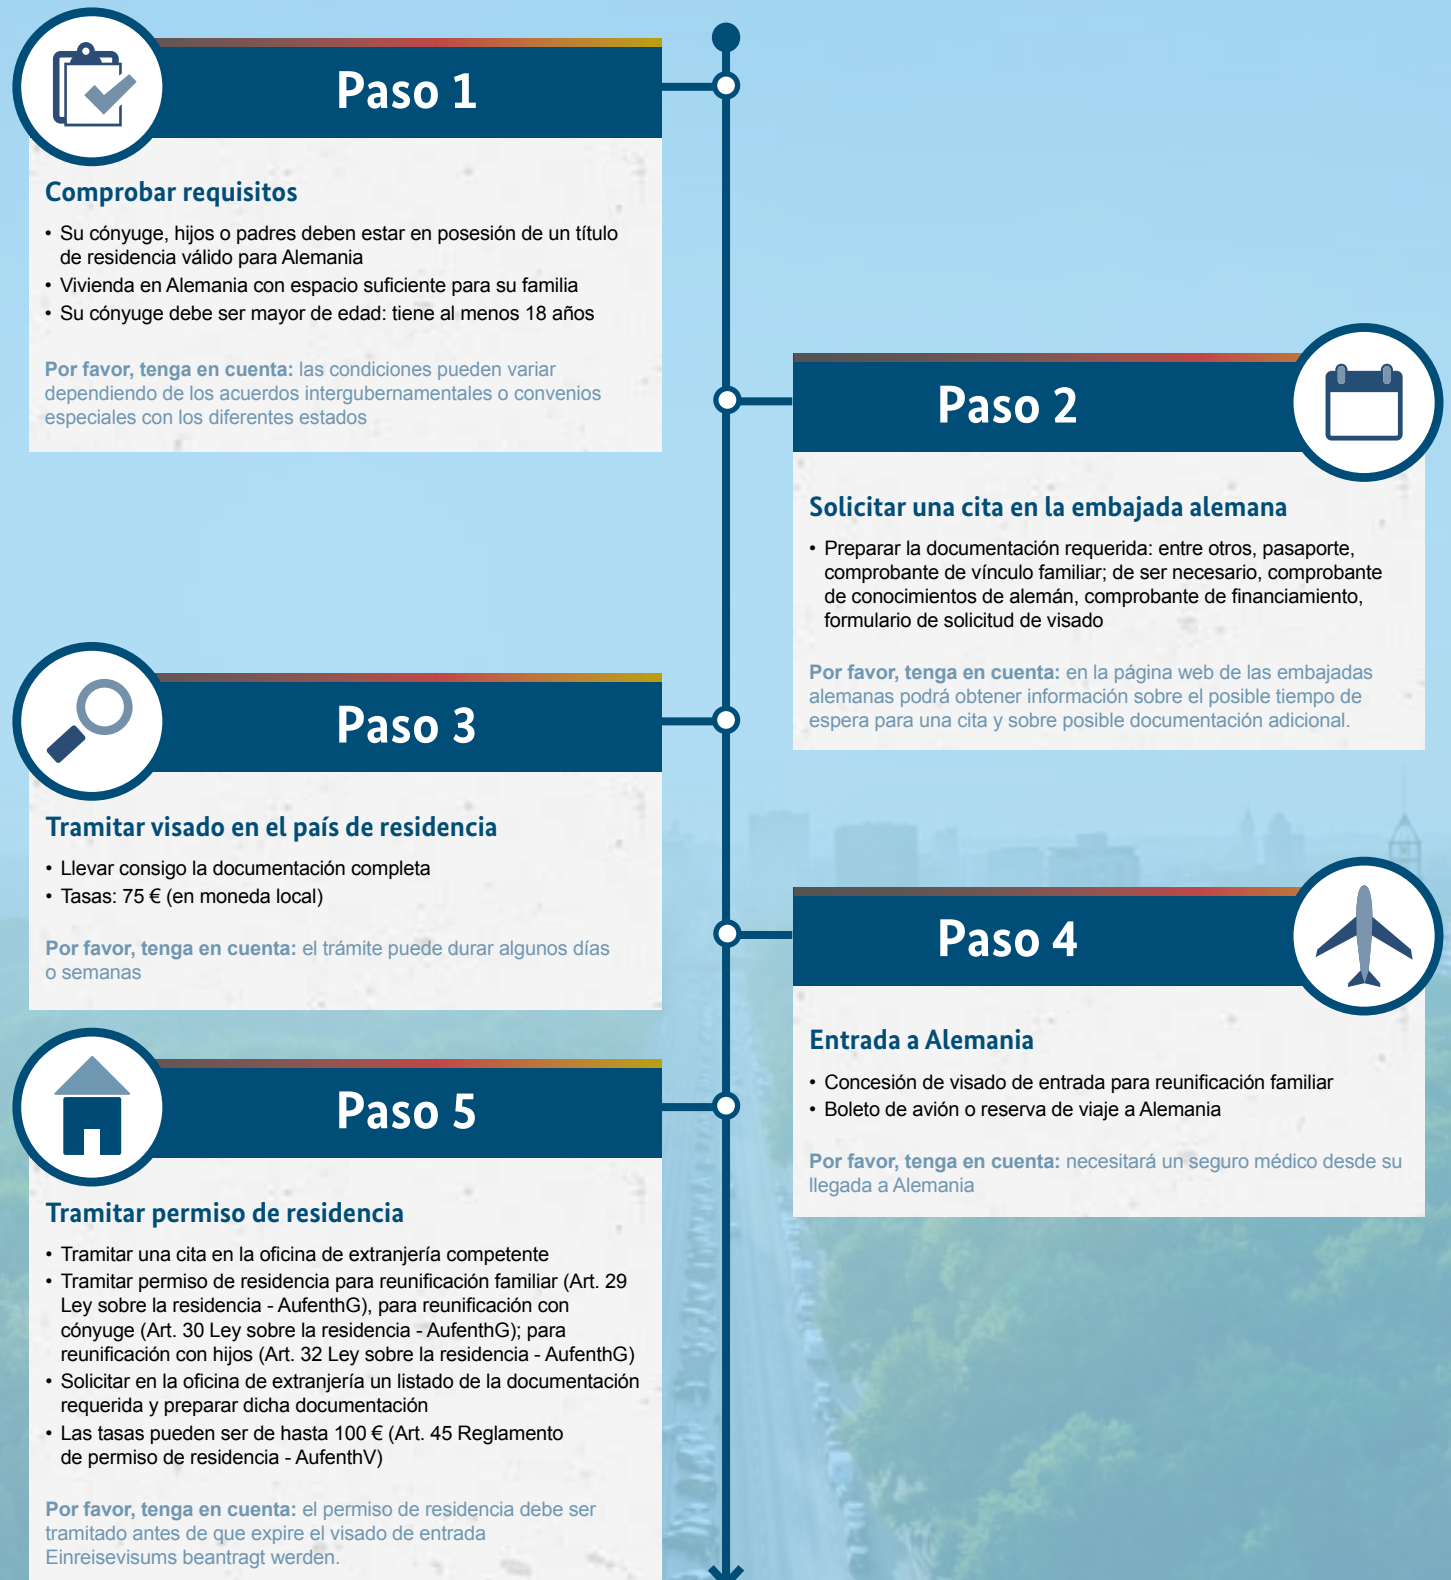 Paso 1
Comprobar requisitos
• Su cónyuge, hijos o padres deben estar en posesión de un título
de residencia válido para Alemania
• Vivienda en Alemania con espacio suficiente para su familia
• Su cónyuge debe ser mayor de edad: tiene al menos 18 años
Por favor, tenga en cuenta: las condiciones pueden variar
dependiendo de los acuerdos intergubernamentales o convenios
especiales con los diferentes estados
Paso 2
Solicitar una cita en la embajada alemana
• Preparar la documentación requerida: entre otros, pasaporte,
comprobante de vínculo familiar; de ser necesario, comprobante
de conocimientos de alemán, comprobante de financiamiento,
formulario de solicitud de visado
Por favor, tenga en cuenta: en la página web de las embajadas
alemanas podrá obtener información sobre el posible tiempo de
espera para una cita y sobre posible documentación adicional.
Paso 3
Tramitar visado en el país de residencia
• Llevar consigo la documentación completa
• Tasas: 75 € (en moneda local)
Por favor, tenga en cuenta: el trámite puede durar algunos días
o semanas
Paso 4
Entrada a Alemania
• Concesión de visado de entrada para reunificación familiar
• Boleto de avión o reserva de viaje a Alemania
Por favor, tenga en cuenta: necesitará un seguro médico desde su
llegada a Alemania
Paso 5
Tramitar permiso de residencia
• Tramitar una cita en la oficina de extranjería competente
• Tramitar permiso de residencia para reunificación familiar (Art. 29
Ley sobre la residencia - AufenthG), para reunificación con
cónyuge (Art. 30 Ley sobre la residencia - AufenthG); para
reunificación con hijos (Art. 32 Ley sobre la residencia - AufenthG)
• Solicitar en la oficina de extranjería un listado de la documentación
requerida y preparar dicha documentación
• Las tasas pueden ser de hasta 100 € (Art. 45 Reglamento
de permiso de residencia - AufenthV)
Por favor, tenga en cuenta: el permiso de residencia debe ser
tramitado antes de que expire el visado de entrada
Einreisevisums beantragt werden.